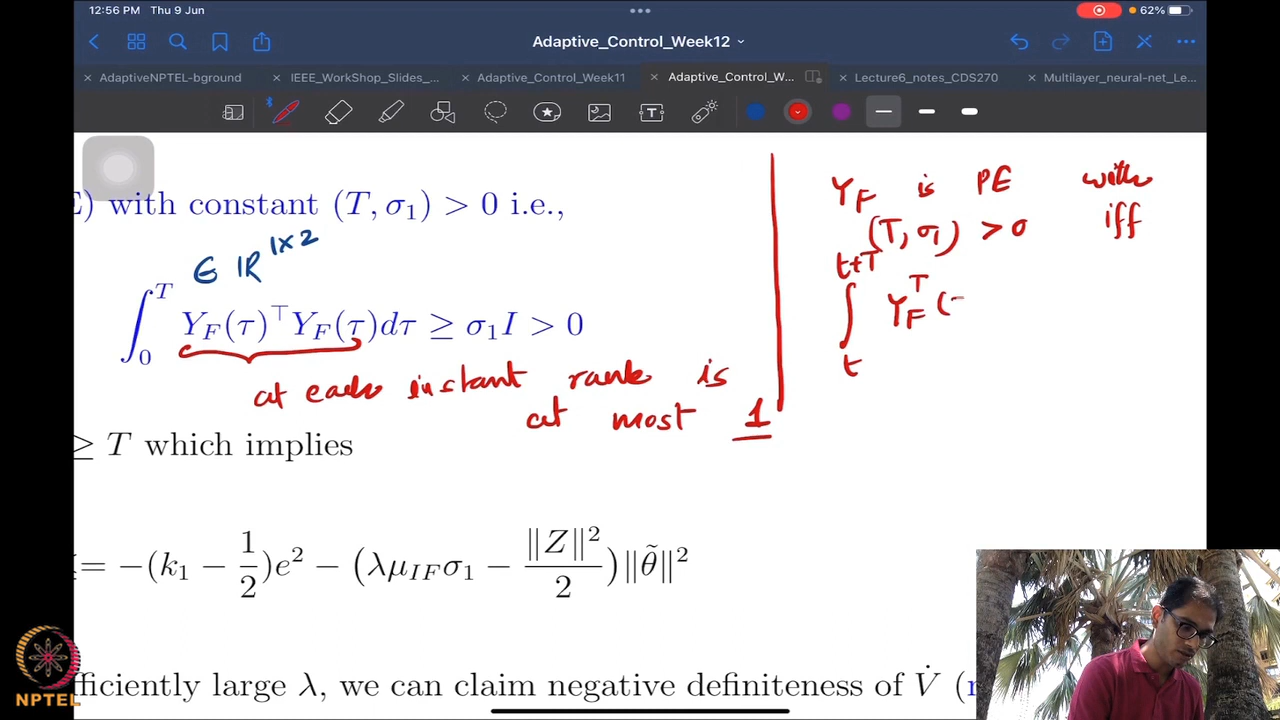 12:56 PM Thu 9 Jun
62%
Adaptive_Control_Week12
AdaptiveNPTEL-bground
IEEE_WorkShop_Slides_...
Adaptive_Control_Week11
Adaptive_Control_W...
Lecture6_notes_CDS270
Multilayer_neural-net_Le...
E) with constant (T, σ₁) > 0 i.e.,
∈ ℝ^{1×2}
∫₀ᵀ Y_F(τ)^⊤ Y_F(τ)dτ ≥ σ₁I > 0
at each instant rank is
at most 1
≥ T which implies
= −(k₁ − 1/2)e² − (λμ_{IF}σ₁ − ‖Z‖²/2)‖θ̃‖²
fficiently large λ, we can claim negative definiteness of V̇ (
Y_F is PE with
(T, σ₁) > 0 iff
∫_t^{t+T} Y_F^T (
NPTEL